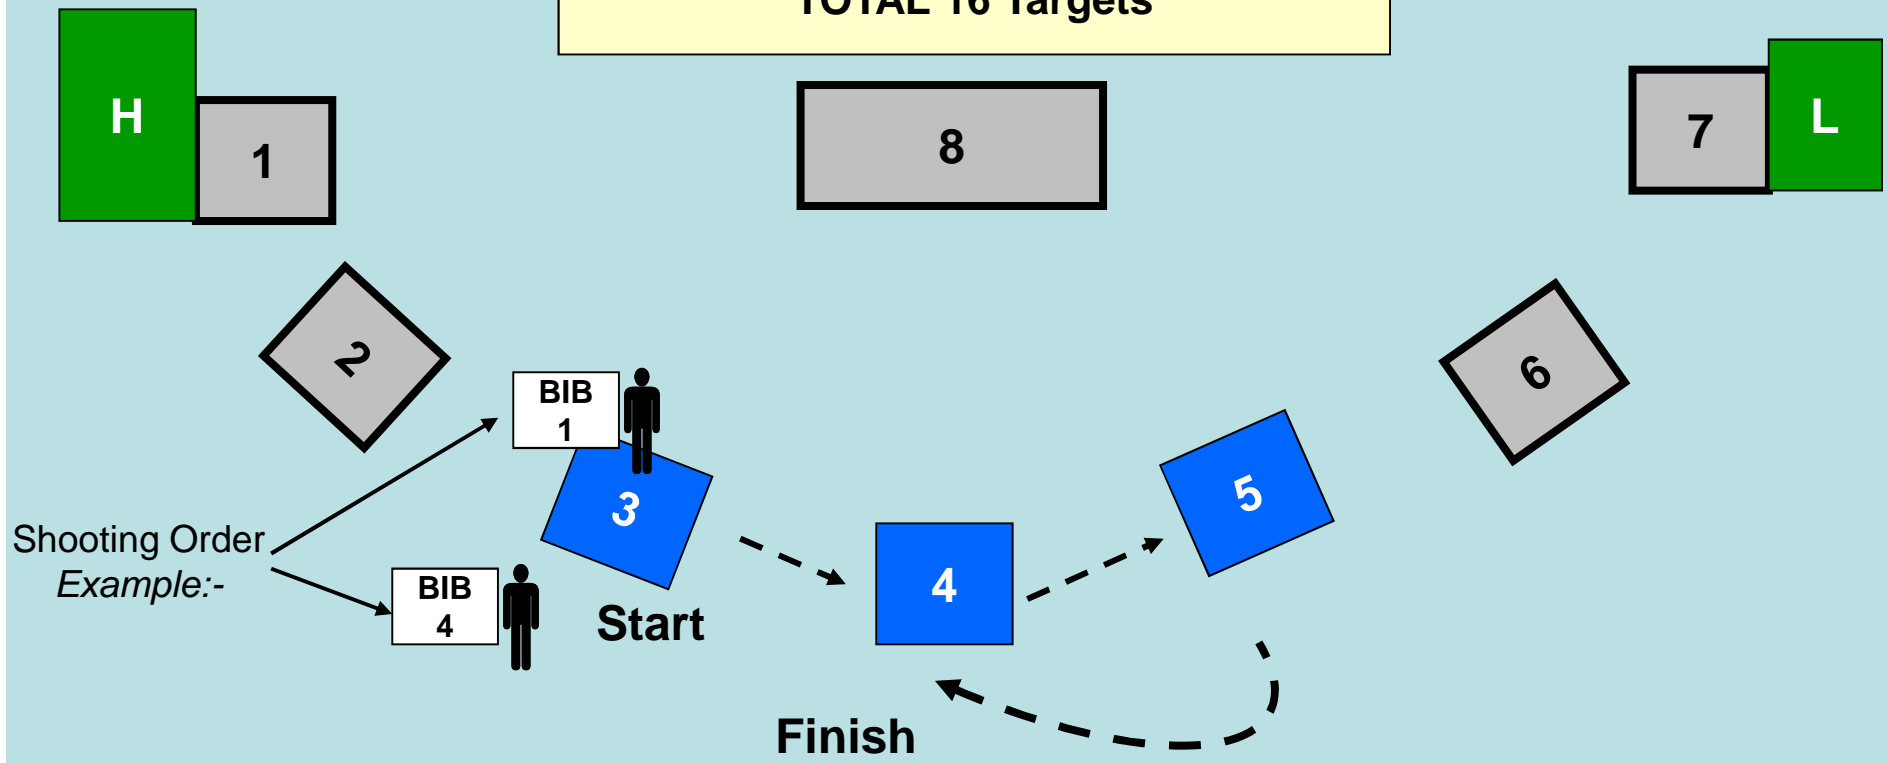 TOTAL 16 Targets
H
1
8
7
L
2
6
BIB
1
3
5
Shooting Order
Example:-
BIB
4
4
Start
Finish